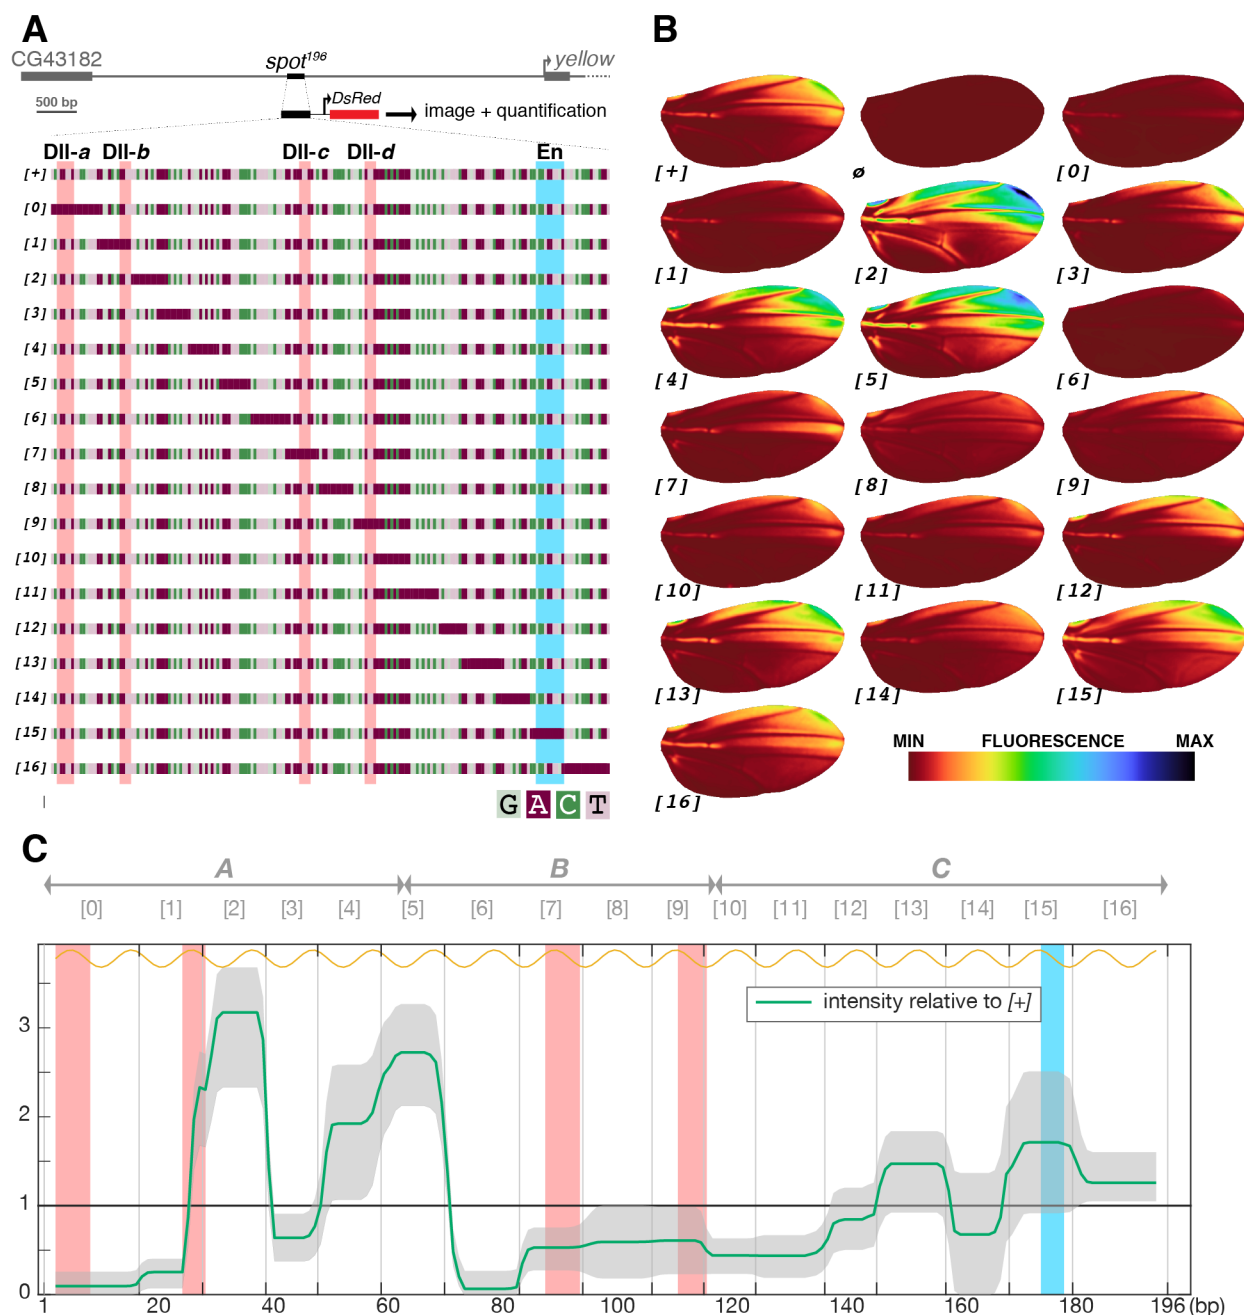 A
CG43182
spot196
yellow
500 bp
DsRed
image + quantification
Dll-a Dll-b Dll-c Dll-d En
[+]
[0]
[1]
[2]
[3]
[4]
[5]
[6]
[7]
[8]
[9]
[10]
[11]
[12]
[13]
[14]
[15]
[16]
G A C T
B
[+] ø [0]
[1] [2] [3]
[4] [5] [6]
[7] [8] [9]
[10] [11] [12]
[13] [14] [15]
[16]
MIN FLUORESCENCE MAX
C
A B C
[0] [1] [2] [3] [4] [5] [6] [7] [8] [9] [10] [11] [12] [13] [14] [15] [16]
intensity relative to [+]
3
2
1
0
1 20 40 60 80 100 120 140 160 180 196 (bp)